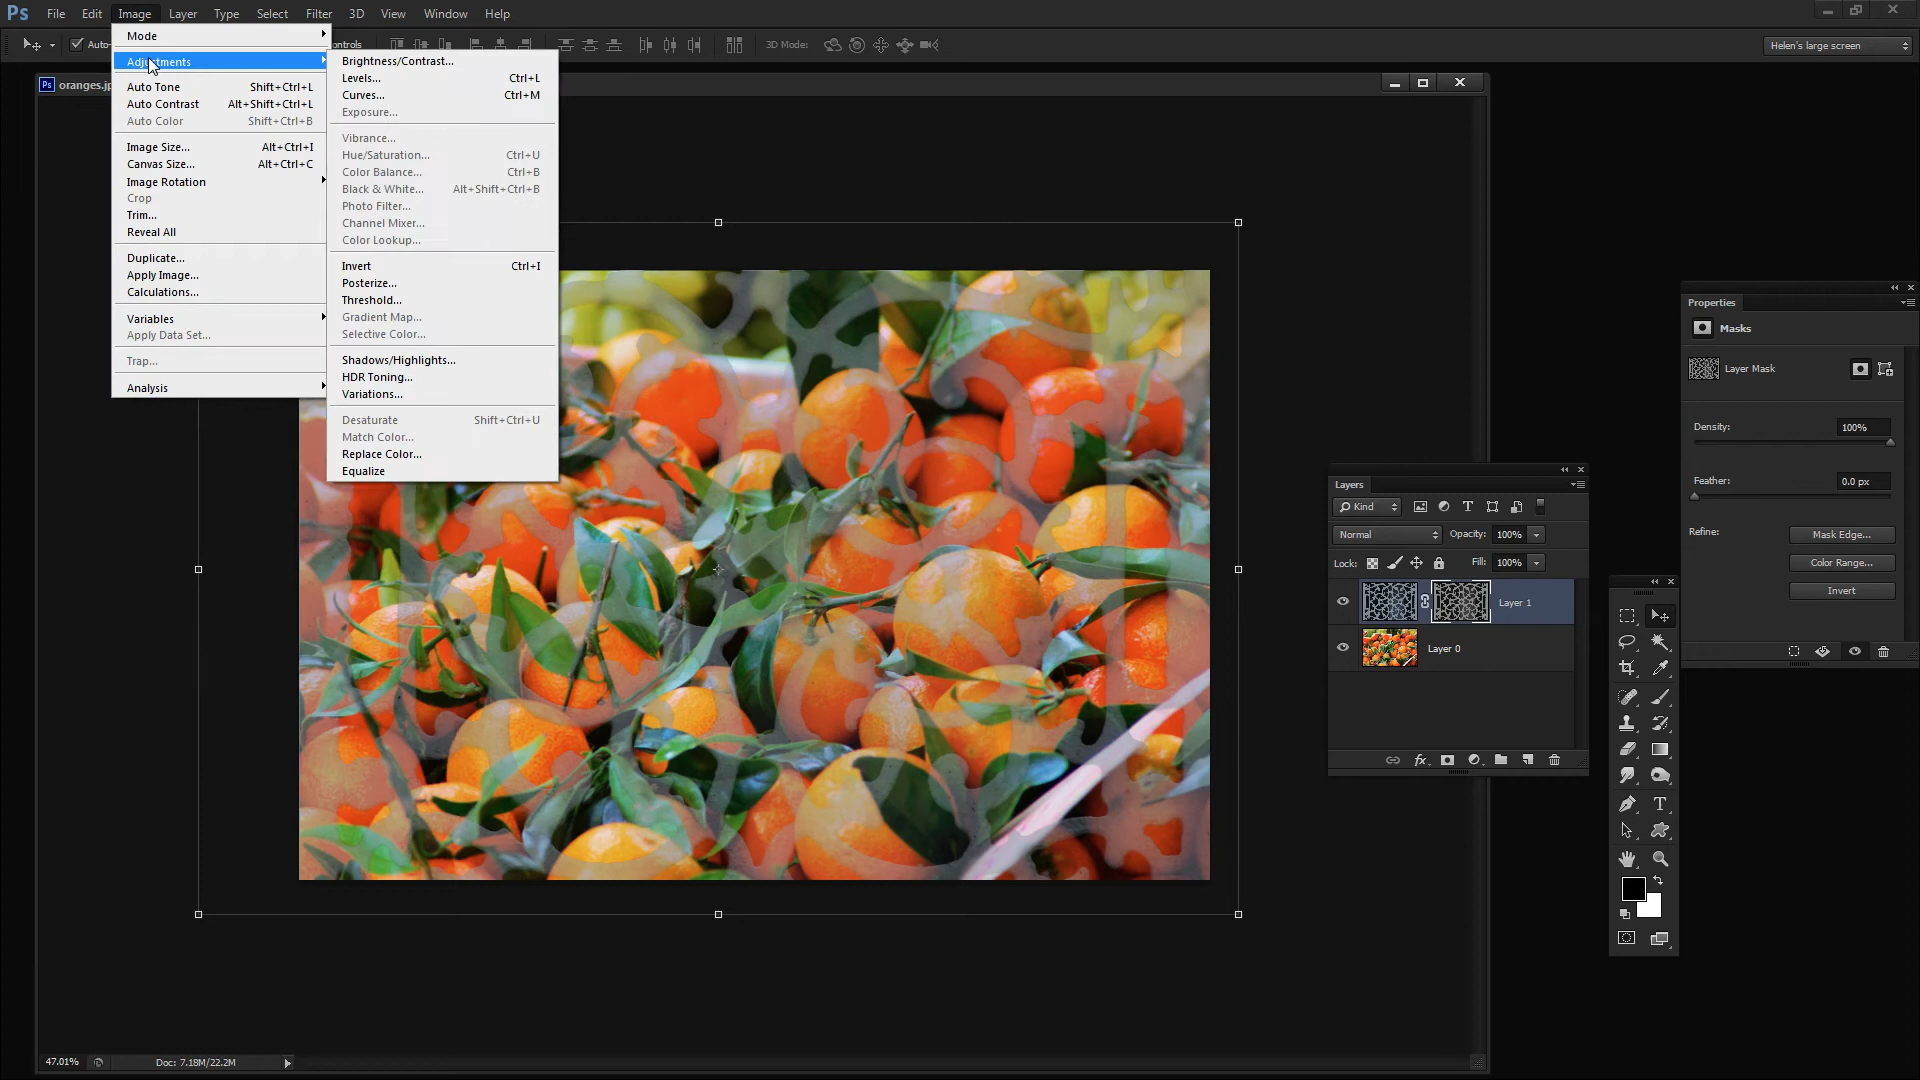 Ps File Edit Image Layer Type Select Filter 3D View Window Help
Auto- ontrols 3D Mode: Helen's large screen
Ps oranges.jp
Mode
Adjustments
Auto Tone Shift+Ctrl+L
Auto Contrast Alt+Shift+Ctrl+L
Auto Color Shift+Ctrl+B
Image Size... Alt+Ctrl+I
Canvas Size... Alt+Ctrl+C
Image Rotation
Crop
Trim...
Reveal All
Duplicate...
Apply Image...
Calculations...
Variables
Apply Data Set...
Trap...
Analysis
Brightness/Contrast...
Levels... Ctrl+L
Curves... Ctrl+M
Exposure...
Vibrance...
Hue/Saturation... Ctrl+U
Color Balance... Ctrl+B
Black & White... Alt+Shift+Ctrl+B
Photo Filter...
Channel Mixer...
Color Lookup...
Invert Ctrl+I
Posterize...
Threshold...
Gradient Map...
Selective Color...
Shadows/Highlights...
HDR Toning...
Variations...
Desaturate Shift+Ctrl+U
Match Color...
Replace Color...
Equalize
Properties
Masks
Layer Mask
Density: 100%
Feather: 0.0 px
Refine: Mask Edge...
Color Range...
Invert
Layers
Kind
Normal Opacity: 100%
Lock: Fill: 100%
Layer 1
Layer 0
fx
47.01% Doc: 7.18M/22.2M